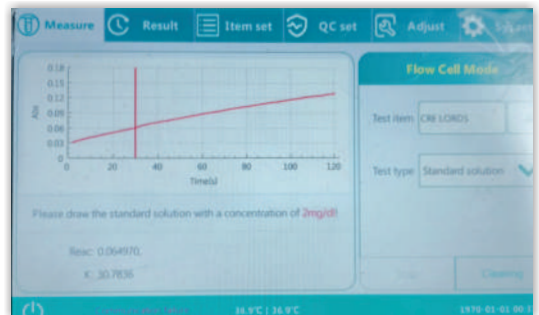 Measure
Result
Item set
QC set
Adjust
Flow Cell Mode
0.18
0.15
0.12
0.09
0.06
0.03
0
Abs
0
20
40
60
80
100
120
Time(s)
Test item
Test type
Standard solution
Please draw the standard solution with a concentration of 2mg/dl!
Reac: 0.064970,
K: 30.7836
Cleaning
36.9℃ | 36.9℃
1970-01-01 00: